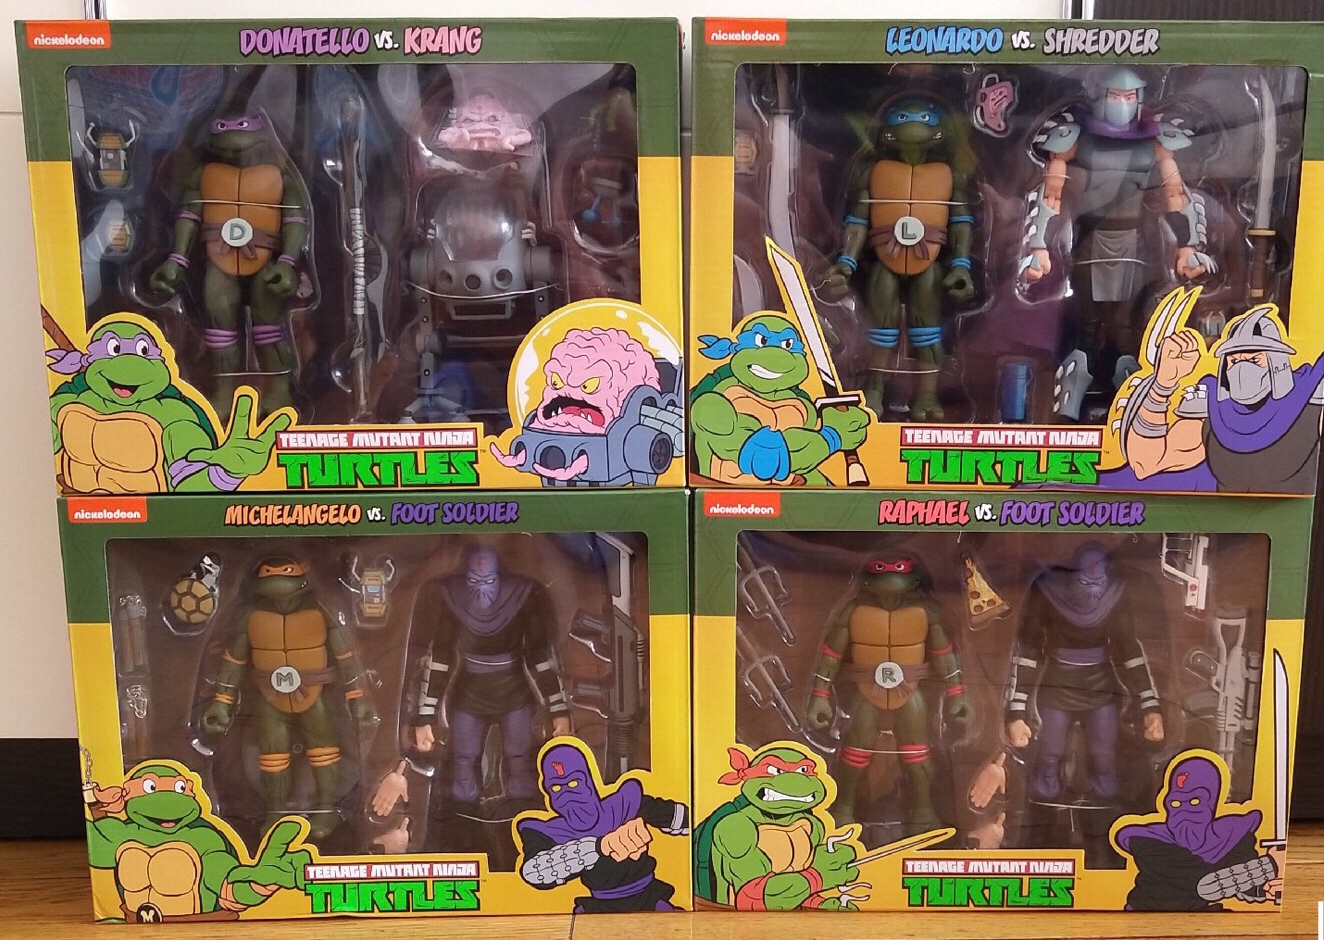 nickelodeon
DONATELLO VS. KRANG
D
TEENAGE MUTANT NINJA
TURTLES
nickelodeon
LEONARDO VS. SHREDDER
L
TEENAGE MUTANT NINJA
TURTLES
nickelodeon
MICHELANGELO VS. FOOT SOLDIER
M
M
TEENAGE MUTANT NINJA
TURTLES
nickelodeon
RAPHAEL VS. FOOT SOLDIER
R
TEENAGE MUTANT NINJA
TURTLES